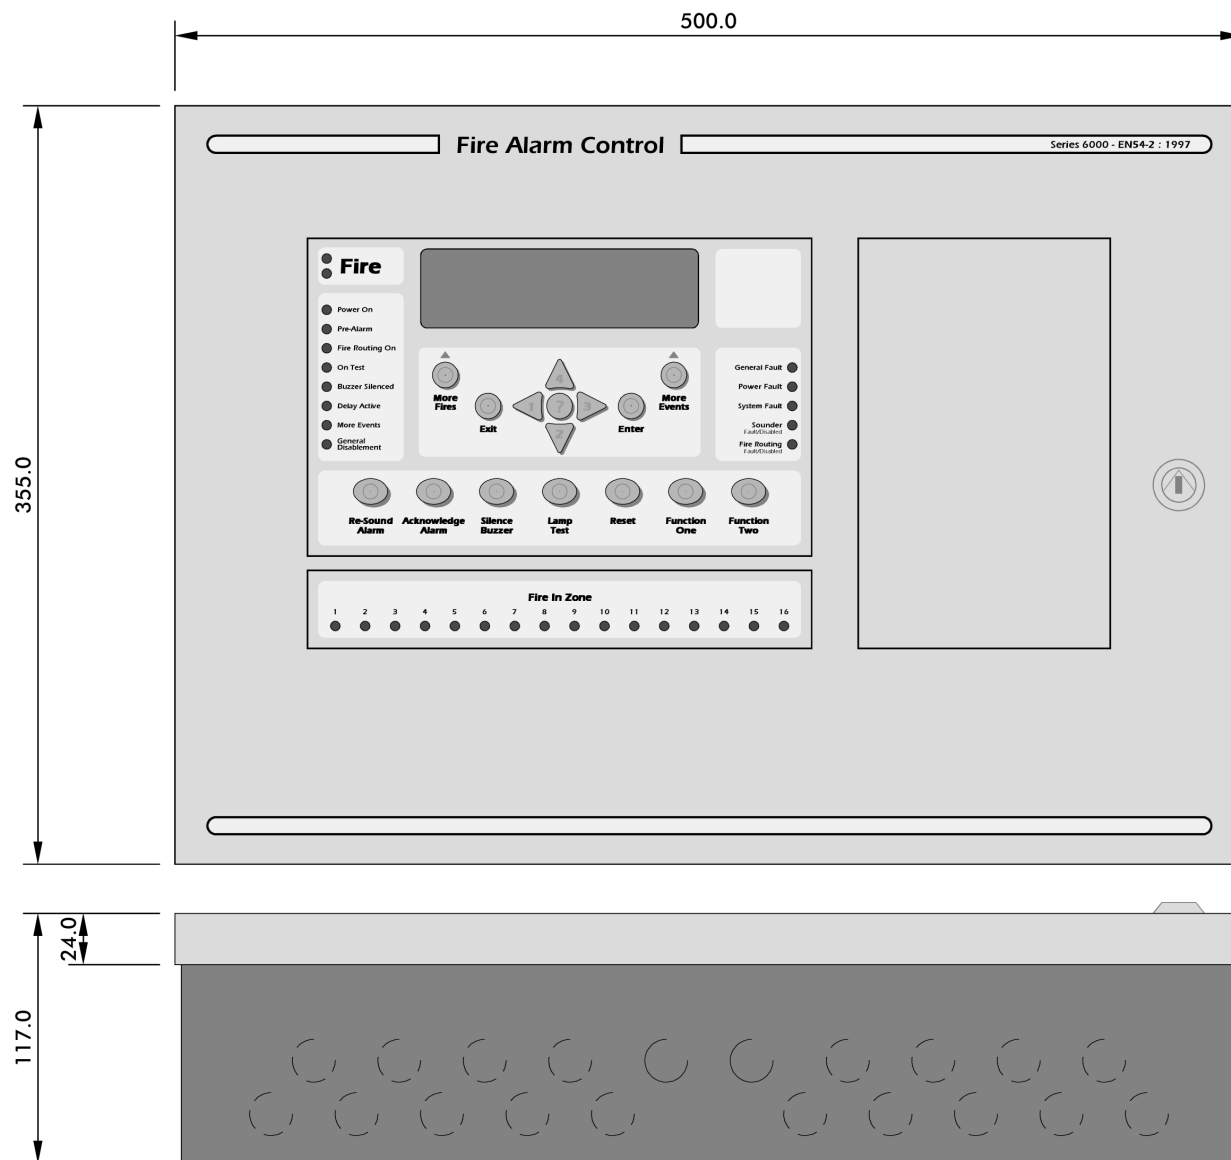 500.0
Fire Alarm Control
Series 6000 - EN54-2 : 1997
355.0
Fire
Power On
Pre-Alarm
Fire Routing On
On Test
Buzzer Silenced
Delay Active
More Events
General
Disablement
More
Fires
Exit
4
1
?
3
2
Enter
More
Events
General Fault
Power Fault
System Fault
Sounder
Fault/Disabled
Fire Routing
Fault/Disabled
Re-Sound
Alarm
Acknowledge
Alarm
Silence
Buzzer
Lamp
Test
Reset
Function
One
Function
Two
Fire In Zone
1 2 3 4 5 6 7 8 9 10 11 12 13 14 15 16
24.0
117.0